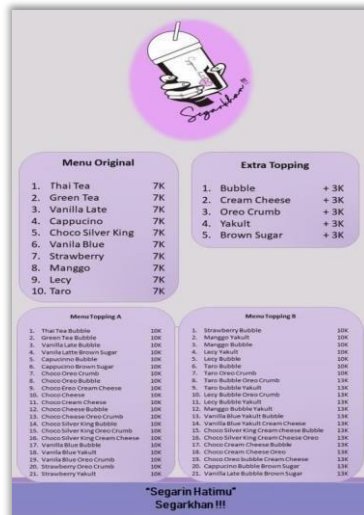 Segarkhan !!!
Menu Original
1. Thai Tea 7K
2. Green Tea 7K
3. Vanilla Late 7K
4. Cappucino 7K
5. Choco Silver King 7K
6. Vanila Blue 7K
7. Strawberry 7K
8. Manggo 7K
9. Lecy 7K
10. Taro 7K
Extra Topping
1. Bubble + 3K
2. Cream Cheese + 3K
3. Oreo Crumb + 3K
4. Yakult + 3K
5. Brown Sugar + 3K
Menu Topping A
1. Thai Tea Bubble 10K
2. Green Tea Bubble 10K
3. Vanilla Late Bubble 10K
4. Vanilla Latte Brown Sugar 10K
5. Capucinno Bubble 10K
6. Cappucino Brown Sugar 10K
7. Choco Oreo Crumb 10K
8. Choco Oreo Bubble 10K
9. Choco Cream Cheese 10K
10. Choco Cheese 10K
11. Choco Cream Cheese 10K
12. Choco Cheese Bubble 10K
13. Choco Cheese Oreo Crumb 10K
14. Choco Silver King Bubble 10K
15. Choco Silver King Oreo Crumb 10K
16. Choco Silver King Cream Cheese 10K
17. Vanilla Blue Bubble 10K
18. Vanila Blue Yakult 10K
19. Vanila Blue Oreo Crumb 10K
20. Strawberry Oreo Crumb 10K
21. Strawberry Yakult 10K
Menu Topping B
1. Strawberry Bubble 10K
2. Manggo Yakult 10K
3. Manggo Bubble 10K
4. Lecy Yakult 10K
5. Lecy Bubble 10K
6. Taro Bubble 10K
7. Taro Oreo Crumb 10K
8. Taro Bubble Oreo Crumb 13K
9. Taro bubble Yakult 13K
10. Lecy Bubble Oreo Crumb 13K
11. Lecy Bubble Yakult 13K
12. Manggo Bubble Yakult 13K
13. Vanilla Blue Yakult Bubble 13K
14. Vanilla Blue Yakult Cream Cheese 13K
15. Choco Silver King Cream cheese Bubble 13K
16. Choco Silver King Cream Cheese Oreo 13K
17. Choco Cream Cheese Bubble 13K
18. Choco Cream Cheese Oreo 13K
19. Choco Oreo bubble Cream Cheese 13K
20. Cappucino Bubble Brown Sugar 13K
21. Vanilla Late Bubble Brown Sugar 13K
"Segarin Hatimu"
Segarkhan !!!